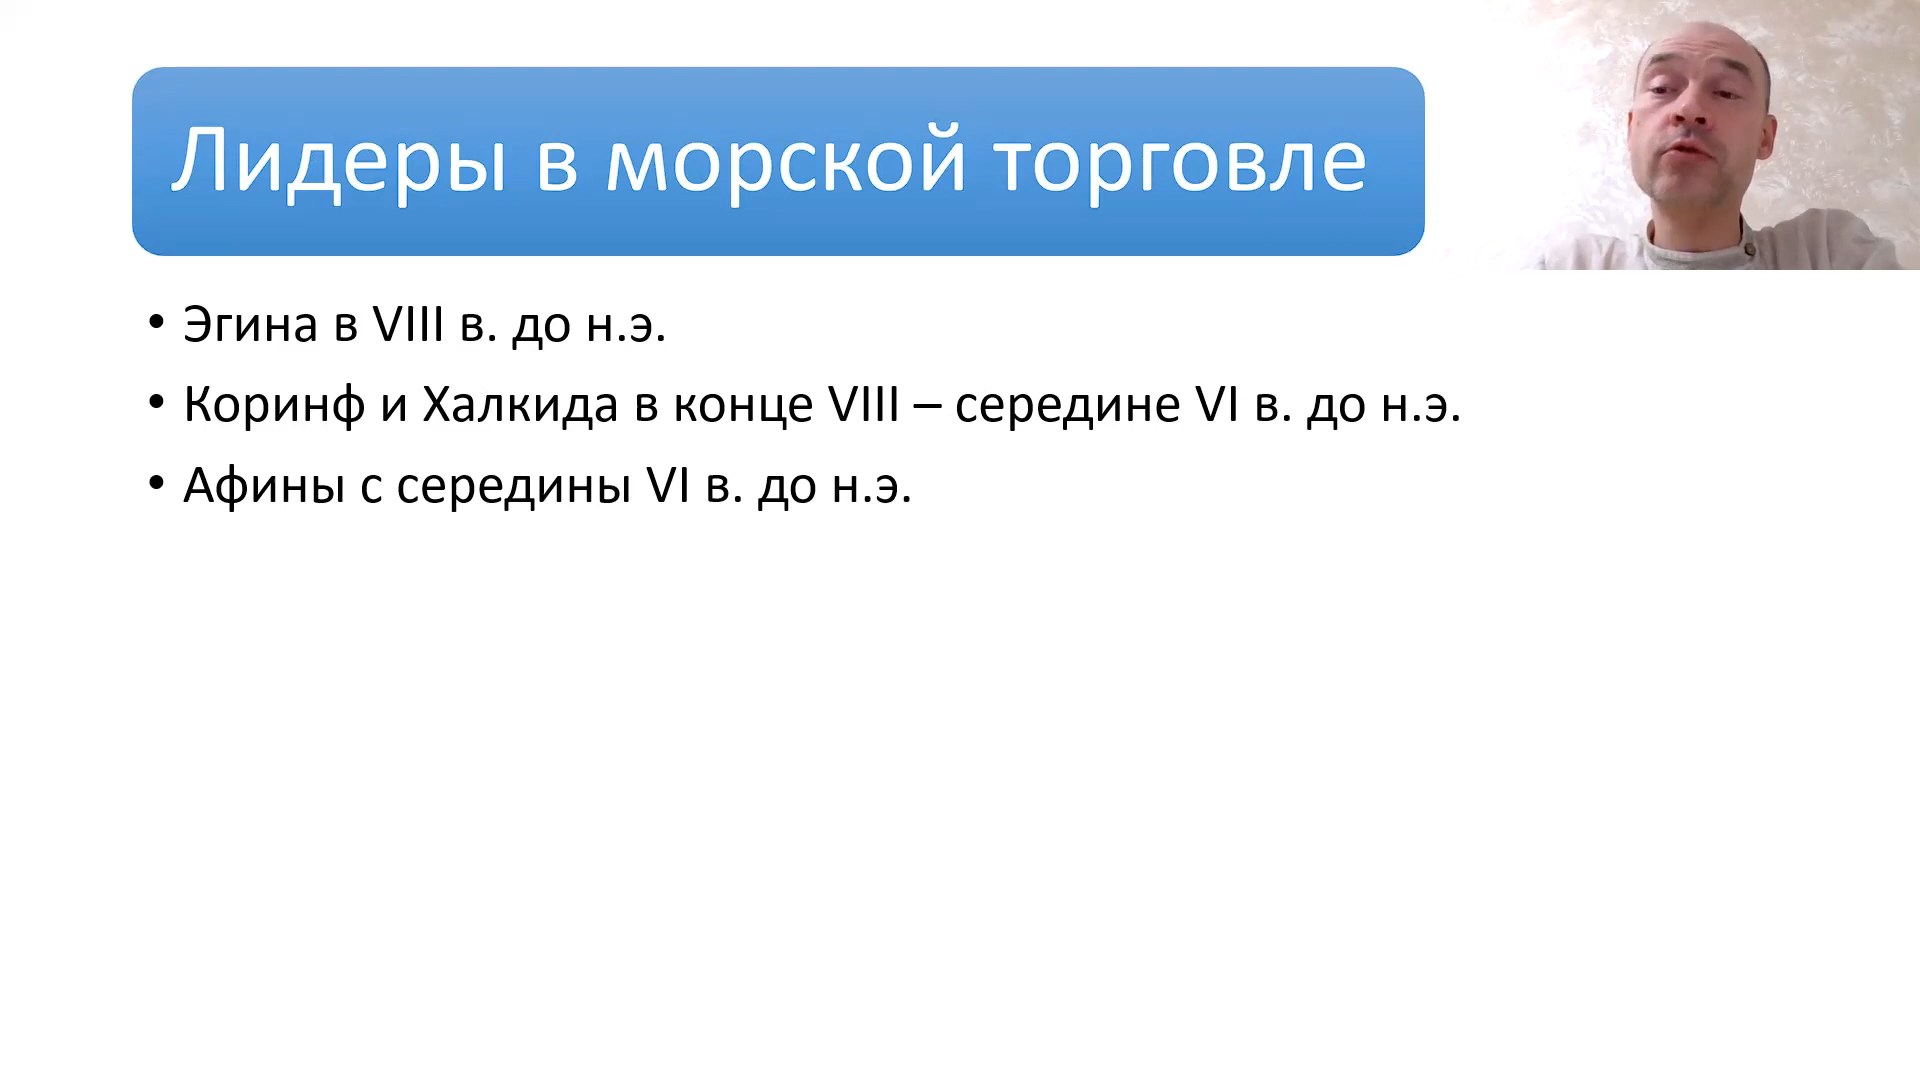 Лидеры в морской торговле
• Эгина в VIII в. до н.э.
• Коринф и Халкида в конце VIII – середине VI в. до н.э.
• Афины с середины VI в. до н.э.